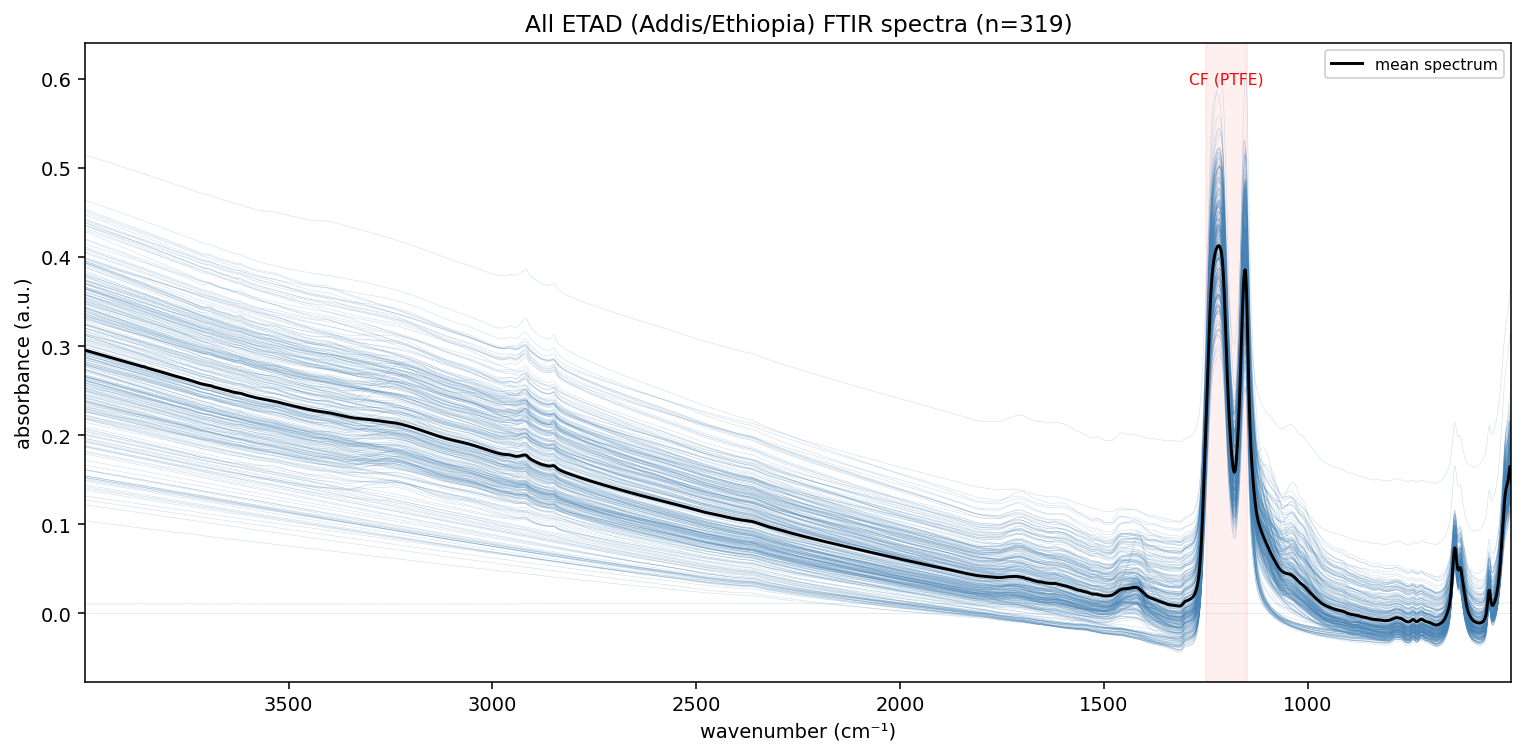 All ETAD (Addis/Ethiopia) FTIR spectra (n=319)
mean spectrum
CF (PTFE)
absorbance (a.u.)
0.6
0.5
0.4
0.3
0.2
0.1
0.0
3500 3000 2500 2000 1500 1000
wavenumber (cm⁻¹)